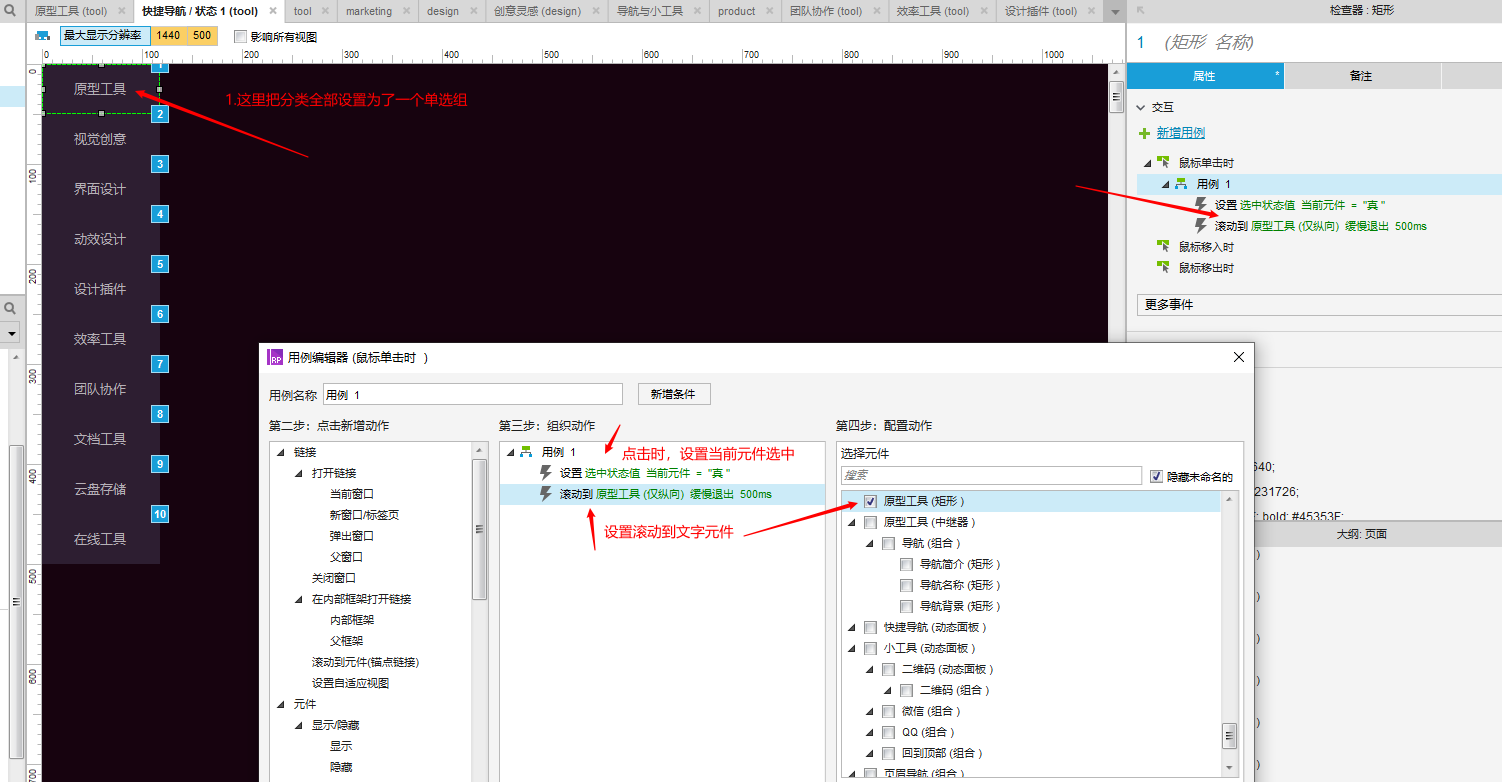 原型工具 (tool)
快捷导航 / 状态 1 (tool)
tool
marketing
design
创意灵感 (design)
导航与小工具
product
团队协作 (tool)
效率工具 (tool)
设计插件 (tool)
最大显示分辨率
1440
500
影响所有视图
0
100
200
300
400
500
600
700
800
900
1000
0
100
200
300
400
500
600
700
原型工具
视觉创意
界面设计
动效设计
设计插件
效率工具
团队协作
文档工具
云盘存储
在线工具
1
2
3
4
5
6
7
8
9
10
1.这里把分类全部设置为了一个单选组
检查器 : 矩形
1
(矩形 名称)
属性
*
备注
交互
新增用例
鼠标单击时
用例 1
设置 选中状态值 当前元件 = "真 "
滚动到 原型工具 (仅纵向) 缓慢退出 500ms
鼠标移入时
鼠标移出时
更多事件
640;
231726;
bold: #45353F;
大纲: 页面
RP
用例编辑器 (鼠标单击时 )
用例名称
用例 1
新增条件
第二步：点击新增动作
链接
打开链接
当前窗口
新窗口/标签页
弹出窗口
父窗口
关闭窗口
在内部框架打开链接
内部框架
父框架
滚动到元件(锚点链接)
设置自适应视图
元件
显示/隐藏
显示
隐藏
第三步：组织动作
用例 1
点击时，设置当前元件选中
设置 选中状态值 当前元件 = "真 "
滚动到 原型工具 (仅纵向) 缓慢退出 500ms
设置滚动到文字元件
第四步：配置动作
选择元件
搜索
隐藏未命名的
原型工具 (矩形 )
原型工具 (中继器 )
导航 (组合 )
导航简介 (矩形 )
导航名称 (矩形 )
导航背景 (矩形 )
快捷导航 (动态面板 )
小工具 (动态面板 )
二维码 (动态面板 )
二维码 (组合 )
微信 (组合 )
QQ (组合 )
回到顶部 (组合 )
页眉导航 (组合 )